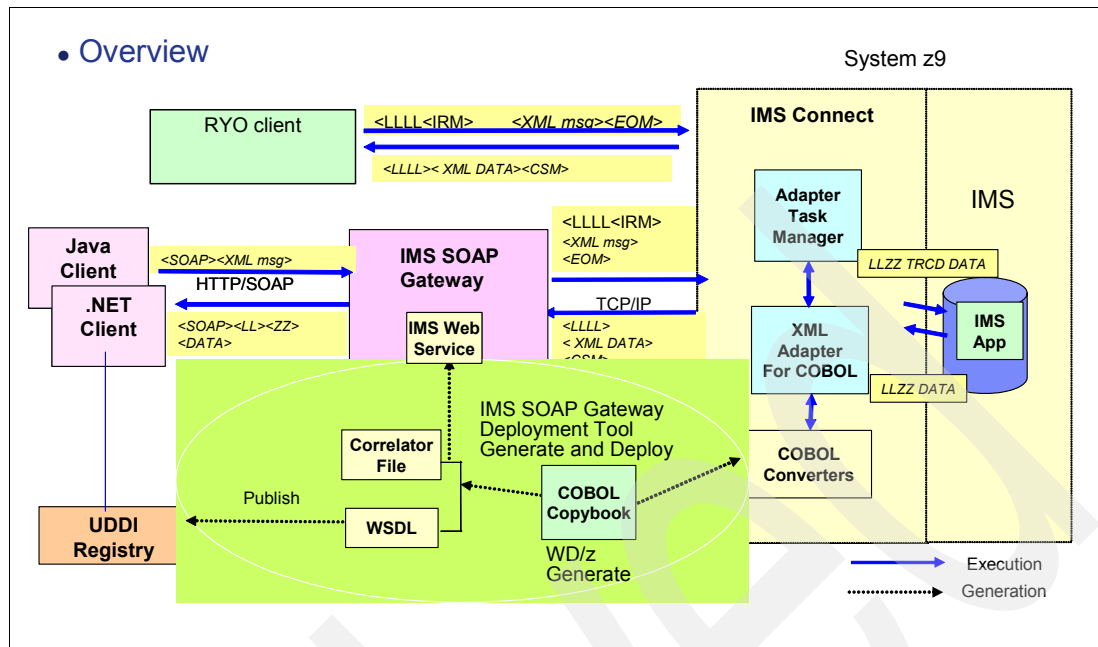 • Overview
System z9
RYO client
<LLLL<IRM> <XML msg><EOM>
<LLLL>< XML DATA><CSM>
IMS Connect
IMS
Adapter
Task
Manager
Java
Client
.NET
Client
<SOAP><XML msg>
HTTP/SOAP
<SOAP><LL><ZZ>
<DATA>
IMS SOAP
Gateway
IMS Web
Service
<LLLL<IRM>
<XML msg>
<EOM>
TCP/IP
<LLLL>
< XML DATA>
<CSM>
LLZZ TRCD DATA
IMS
App
XML
Adapter
For COBOL
LLZZ DATA
COBOL
Converters
IMS SOAP Gateway
Deployment Tool
Generate and Deploy
Correlator
File
COBOL
Copybook
Publish
WSDL
UDDI
Registry
WD/z
Generate
Execution
Generation